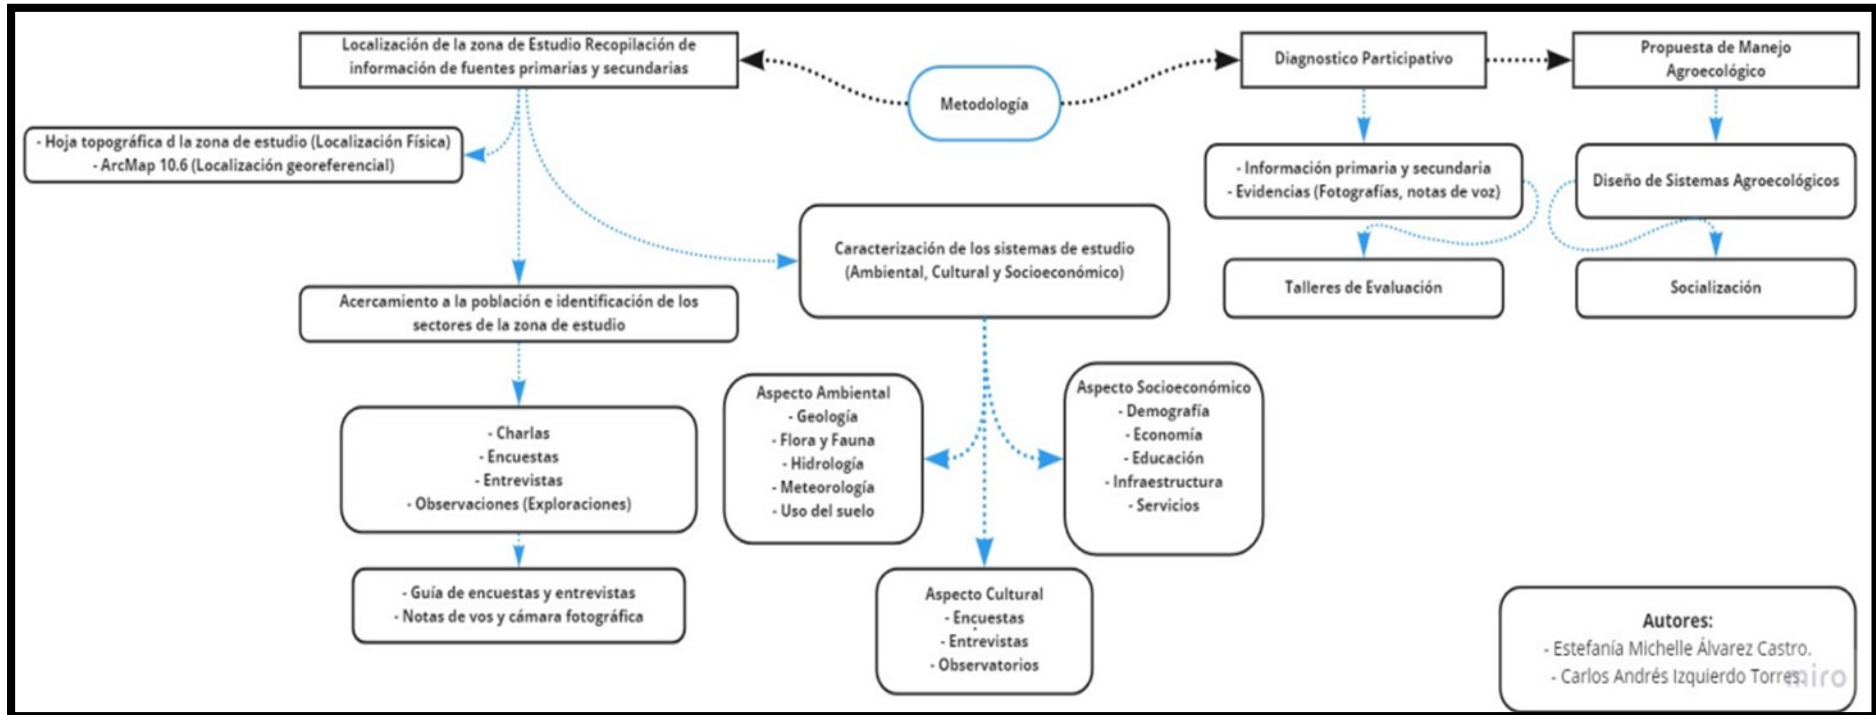 Localización de la zona de Estudio Recopilación de
información de fuentes primarias y secundarias
Metodología
Diagnostico Participativo
Propuesta de Manejo
Agroecológico
- Hoja topográfica d la zona de estudio (Localización Física)
- ArcMap 10.6 (Localización georeferencial)
- Información primaria y secundaria
- Evidencias (Fotografías, notas de voz)
Diseño de Sistemas Agroecológicos
Caracterización de los sistemas de estudio
(Ambiental, Cultural y Socioeconómico)
Talleres de Evaluación
Socialización
Acercamiento a la población e identificación de los
sectores de la zona de estudio
- Charlas
- Encuestas
- Entrevistas
- Observaciones (Exploraciones)
Aspecto Ambiental
- Geología
- Flora y Fauna
- Hidrología
- Meteorología
- Uso del suelo
Aspecto Socioeconómico
- Demografía
- Economía
- Educación
- Infraestructura
- Servicios
- Guía de encuestas y entrevistas
- Notas de vos y cámara fotográfica
Aspecto Cultural
- Encuestas
- Entrevistas
- Observatorios
Autores:
- Estefanía Michelle Álvarez Castro.
- Carlos Andrés Izquierdo Torres.
miro